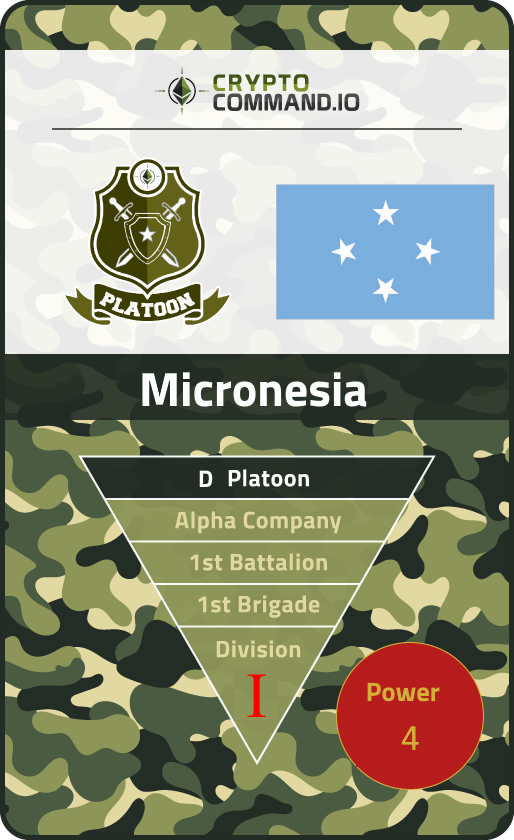 CRYPTO
COMMAND.IO
PLATOON
Micronesia
D Platoon
Alpha Company
1st Battalion
1st Brigade
Division
I
Power
4